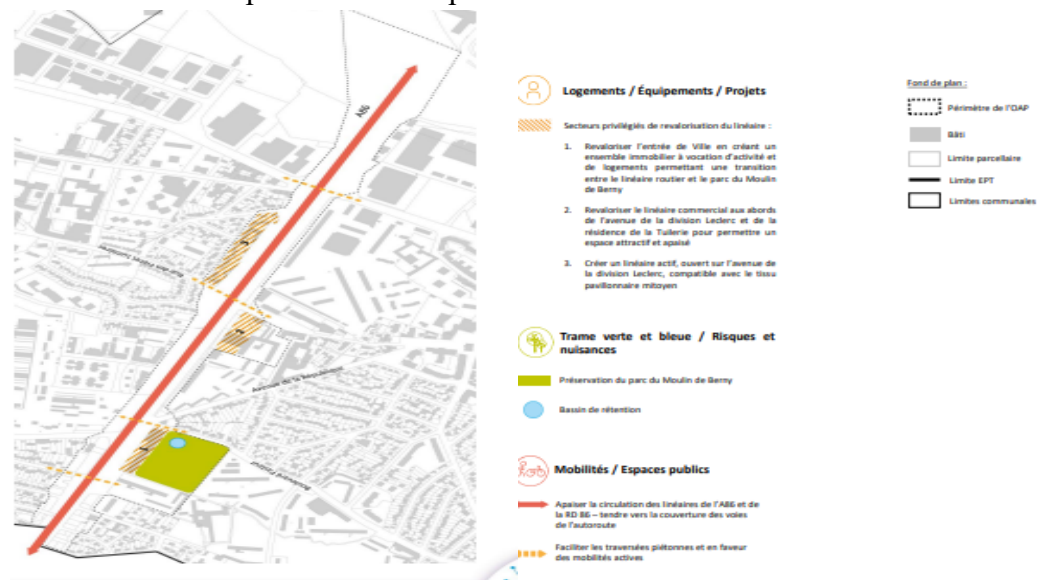 A86
3
Rue des Frères Lumière
2
Avenue de la République
1
Boulevard Pasteur
Logements / Équipements / Projets
Secteurs privilégiés de revalorisation du linéaire :
1. Revaloriser l'entrée de Ville en créant un
ensemble immobilier à vocation d'activité et
de logements permettant une transition
entre le linéaire routier et le parc du Moulin
de Berny
2. Revaloriser le linéaire commercial aux abords
de l'avenue de la division Leclerc et de la
résidence de la Tuilerie pour permettre un
espace attractif et apaisé
3. Créer un linéaire actif, ouvert sur l'avenue de
la division Leclerc, compatible avec le tissu
pavillonnaire mitoyen
Trame verte et bleue / Risques et
nuisances
Préservation du parc du Moulin de Berny
Bassin de rétention
Mobilités / Espaces publics
Apaiser la circulation des linéaires de l'A86 et de
la RD 86 – tendre vers la couverture des voies
de l'autoroute
Faciliter les traversées piétonnes et en faveur
des mobilités actives
Fond de plan :
Périmètre de l'OAP
Bâti
Limite parcellaire
Limite EPT
Limites communales